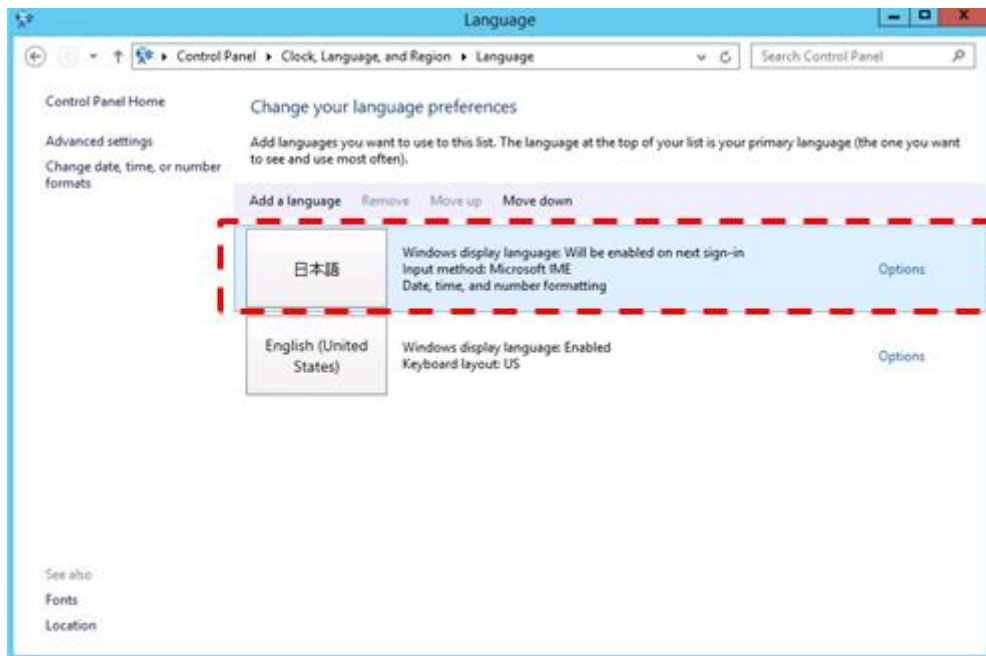 Language
Control Panel ▸ Clock, Language, and Region ▸ Language
Search Control Panel
Control Panel Home
Advanced settings
Change date, time, or number
formats
Change your language preferences
Add languages you want to use to this list. The language at the top of your list is your primary language (the one you want
to see and use most often).
Add a language Remove Move up Move down
日本語
Windows display language: Will be enabled on next sign-in
Input method: Microsoft IME
Date, time, and number formatting
Options
English (United
States)
Windows display language: Enabled
Keyboard layout: US
Options
See also
Fonts
Location